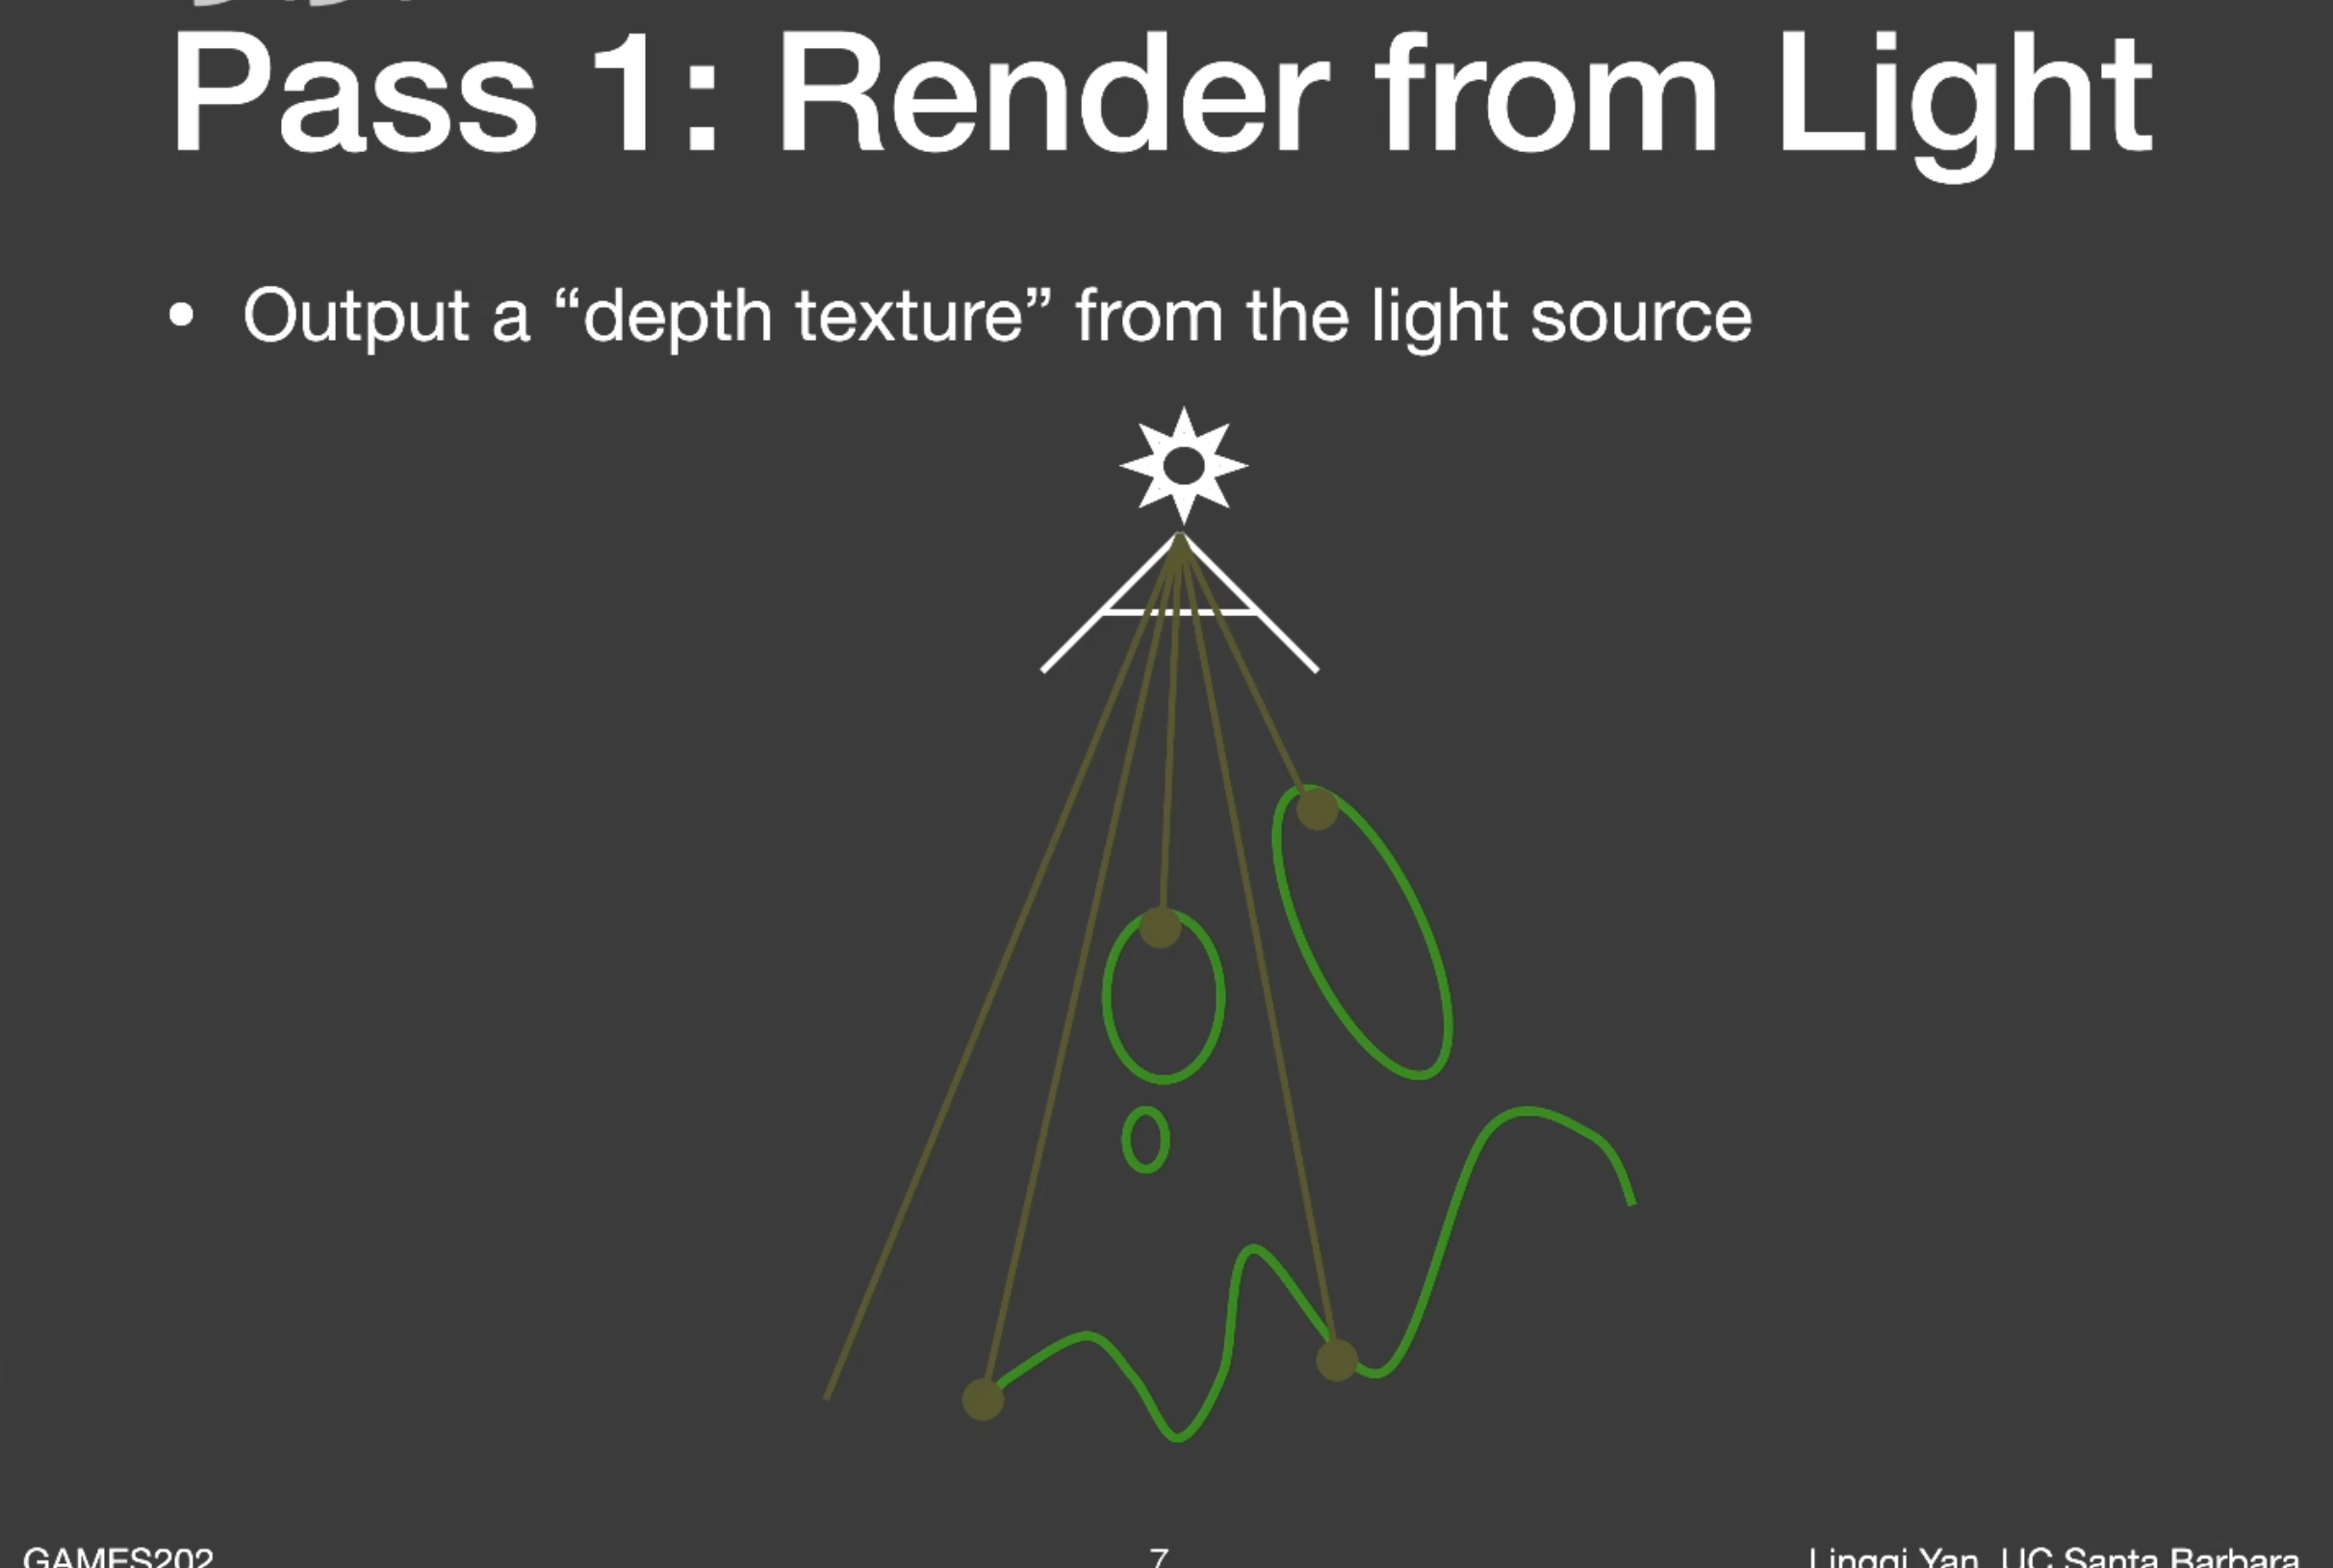 Pass 1: Render from Light
• Output a “depth texture” from the light source
GAMES202
7
Lingqi Yan, UC Santa Barbara